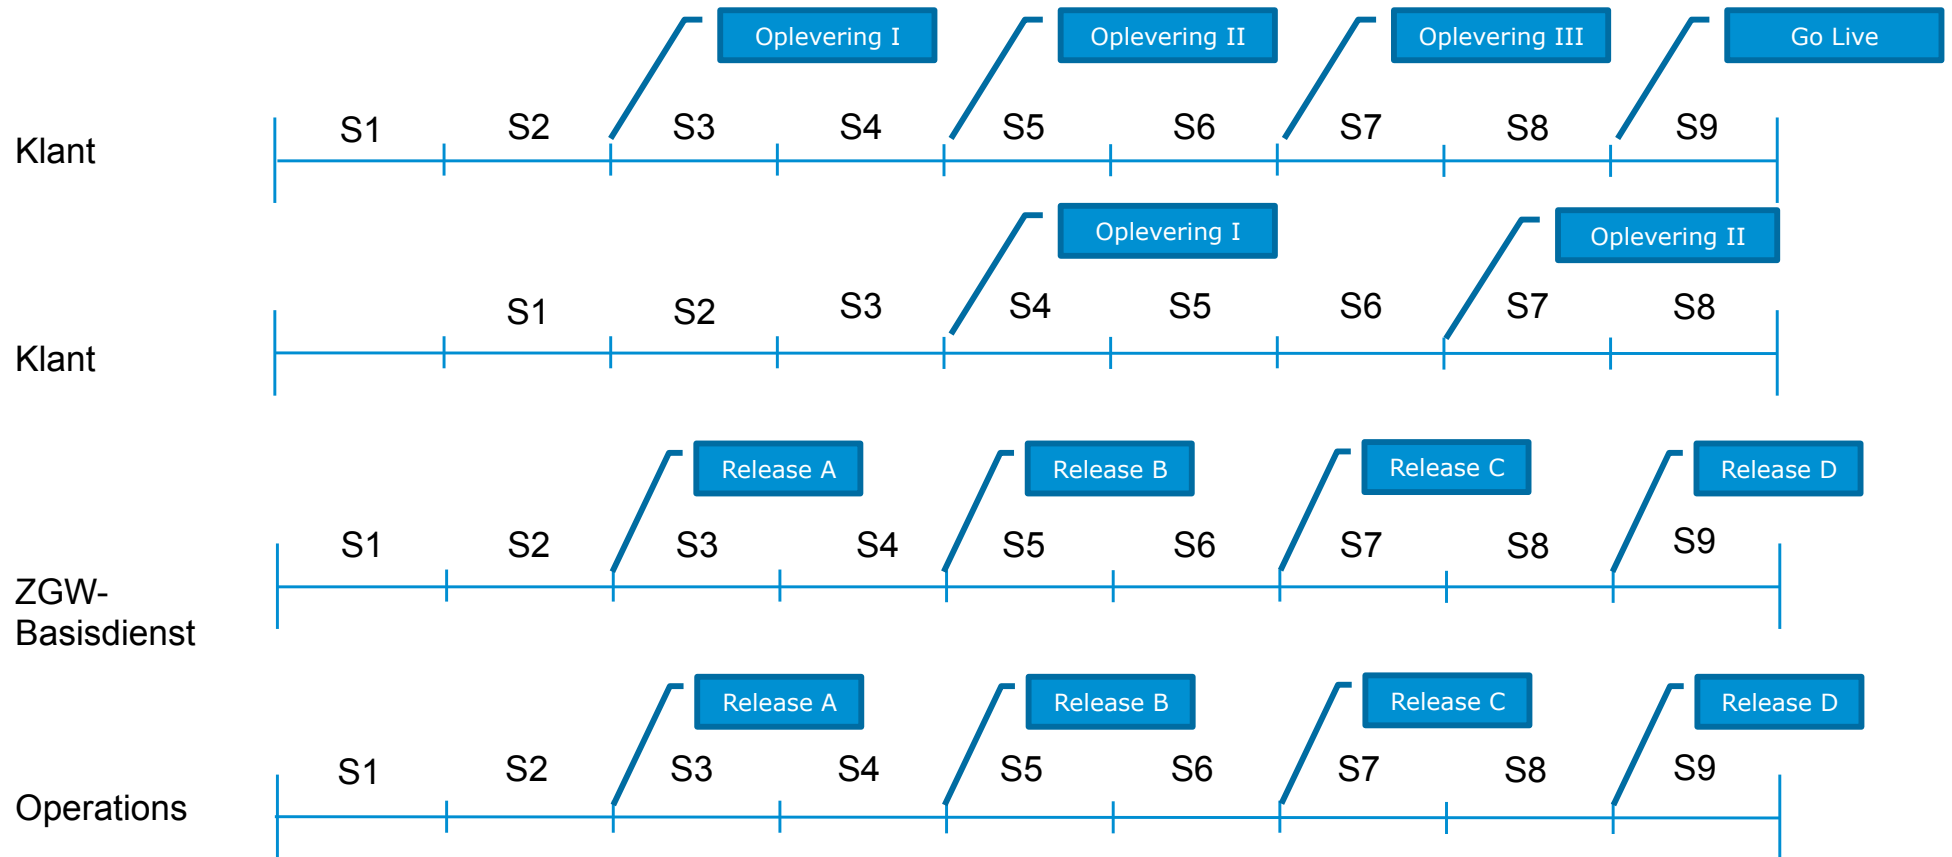 Oplevering I
Oplevering II
Oplevering III
Go Live
Klant
S1
S2
S3
S4
S5
S6
S7
S8
S9
Oplevering I
Oplevering II
Klant
S1
S2
S3
S4
S5
S6
S7
S8
Release A
Release B
Release C
Release D
S1
S2
S3
S4
S5
S6
S7
S8
S9
ZGW-
Basisdienst
Release A
Release B
Release C
Release D
S1
S2
S3
S4
S5
S6
S7
S8
S9
Operations